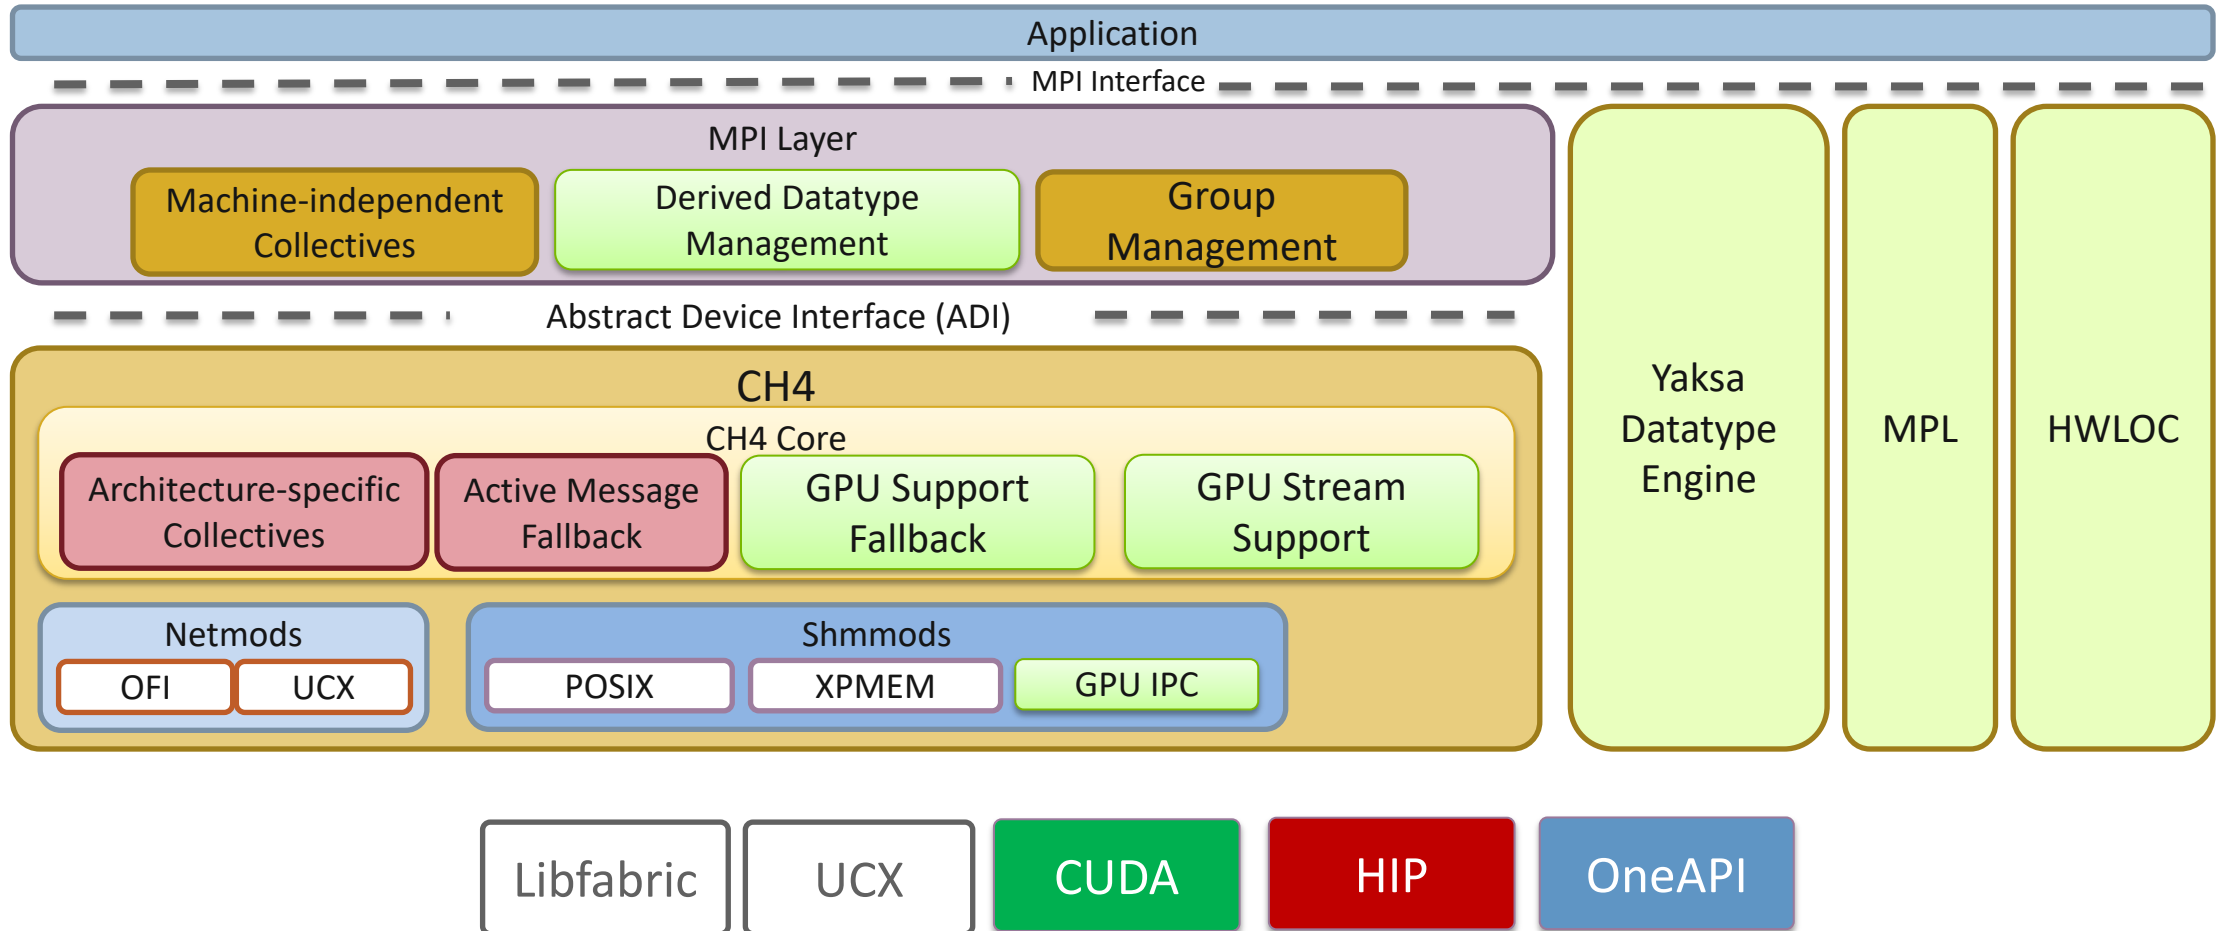 Application
MPI Interface
MPI Layer
Machine-independent
Collectives
Derived Datatype
Management
Group
Management
Abstract Device Interface (ADI)
CH4
CH4 Core
Architecture-specific
Collectives
Active Message
Fallback
GPU Support
Fallback
GPU Stream
Support
Netmods
OFI
UCX
Shmmods
POSIX
XPMEM
GPU IPC
Yaksa
Datatype
Engine
MPL
HWLOC
Libfabric
UCX
CUDA
HIP
OneAPI